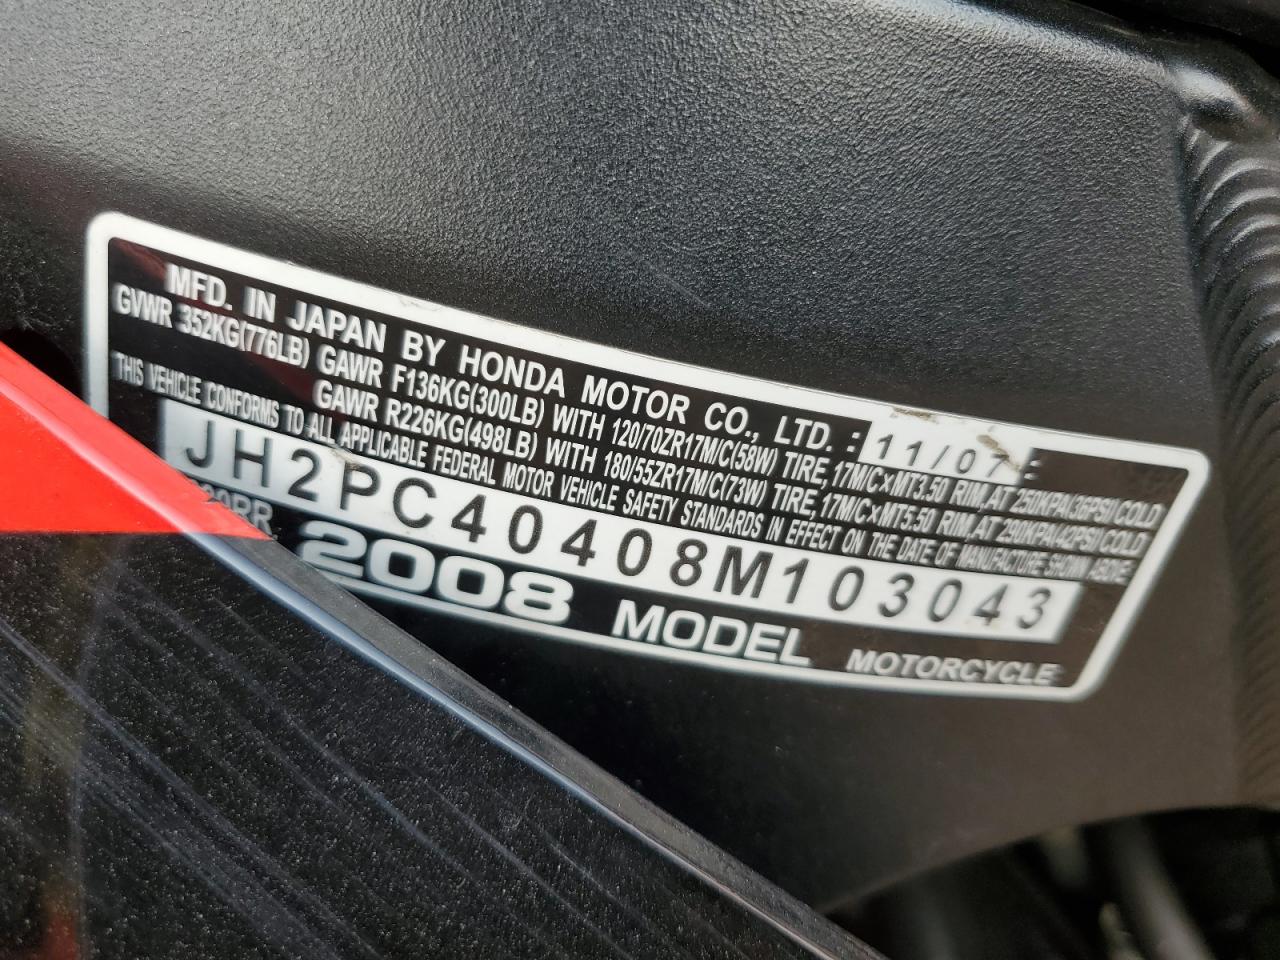 MFD. IN JAPAN BY HONDA MOTOR CO., LTD. : 11/07 :
GVWR 352KG(776LB) GAWR F136KG(300LB) WITH 120/70ZR17M/C(58W) TIRE, 17M/C×MT3.50 RIM, AT 250KPA(36PSI)COLD
GAWR R226KG(498LB) WITH 180/55ZR17M/C(73W) TIRE, 17M/C×MT5.50 RIM, AT 290KPA(42PSI)COLD
THIS VEHICLE CONFORMS TO ALL APPLICABLE FEDERAL MOTOR VEHICLE SAFETY STANDARDS IN EFFECT ON THE DATE OF MANUFACTURE SHOWN ABOVE
JH2PC40408M103043
2008 MODEL MOTORCYCLE